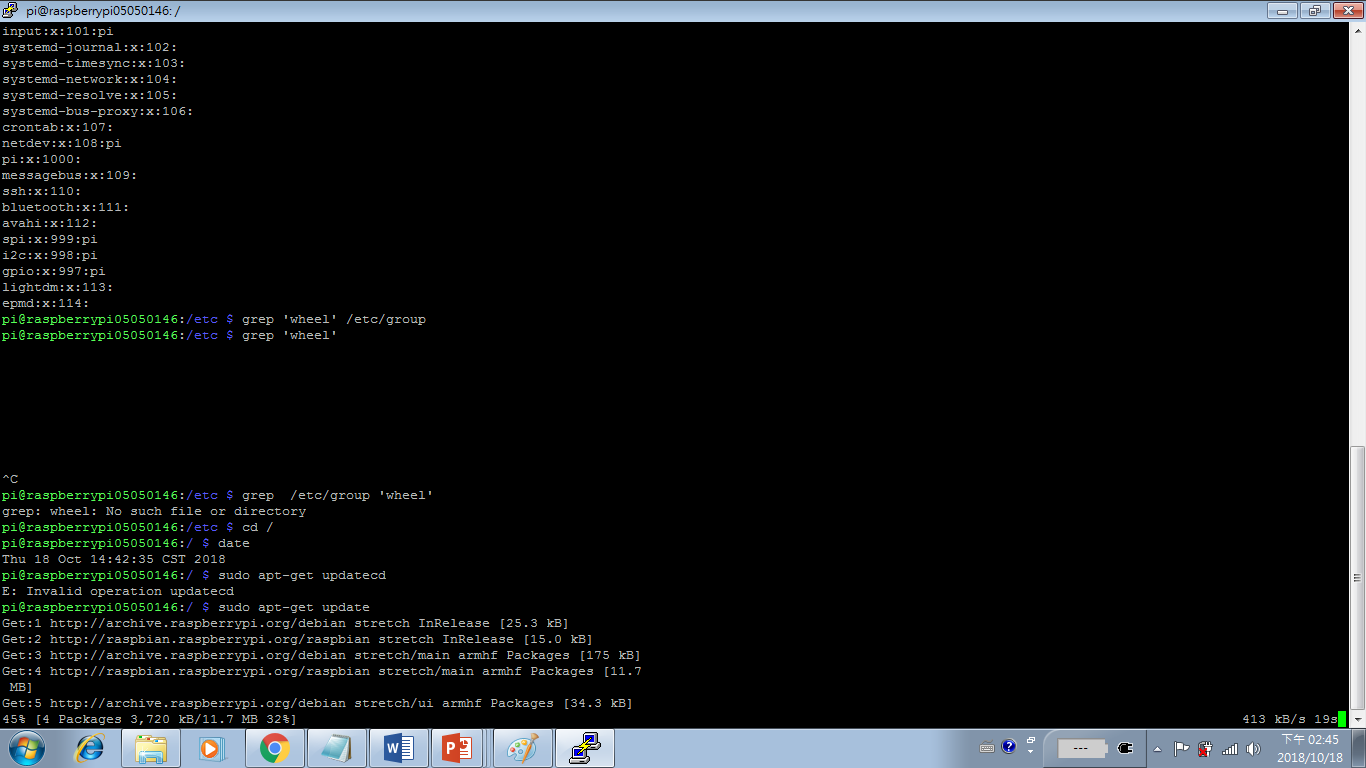 pi@raspberrypi05050146: /
input:x:101:pi
systemd-journal:x:102:
systemd-timesync:x:103:
systemd-network:x:104:
systemd-resolve:x:105:
systemd-bus-proxy:x:106:
crontab:x:107:
netdev:x:108:pi
pi:x:1000:
messagebus:x:109:
ssh:x:110:
bluetooth:x:111:
avahi:x:112:
spi:x:999:pi
i2c:x:998:pi
gpio:x:997:pi
lightdm:x:113:
epmd:x:114:
pi@raspberrypi05050146:/etc $ grep 'wheel' /etc/group
pi@raspberrypi05050146:/etc $ grep 'wheel'
^C
pi@raspberrypi05050146:/etc $ grep  /etc/group 'wheel'
grep: wheel: No such file or directory
pi@raspberrypi05050146:/etc $ cd /
pi@raspberrypi05050146:/ $ date
Thu 18 Oct 14:42:35 CST 2018
pi@raspberrypi05050146:/ $ sudo apt-get updatecd
E: Invalid operation updatecd
pi@raspberrypi05050146:/ $ sudo apt-get update
Get:1 http://archive.raspberrypi.org/debian stretch InRelease [25.3 kB]
Get:2 http://raspbian.raspberrypi.org/raspbian stretch InRelease [15.0 kB]
Get:3 http://archive.raspberrypi.org/debian stretch/main armhf Packages [175 kB]
Get:4 http://raspbian.raspberrypi.org/raspbian stretch/main armhf Packages [11.7
 MB]
Get:5 http://archive.raspberrypi.org/debian stretch/ui armhf Packages [34.3 kB]
45% [4 Packages 3,720 kB/11.7 MB 32%] 413 kB/s 19s
---
下午 02:45
2018/10/18